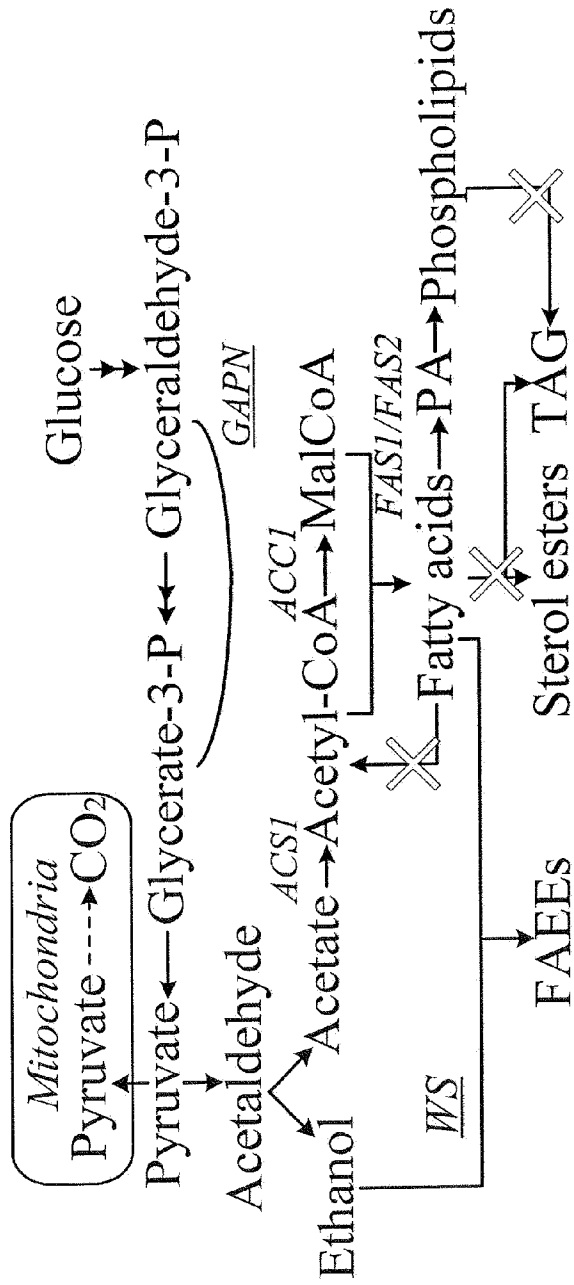 Glucose
Mitochondria
Pyruvate CO₂
Pyruvate Glycerate-3-P Glyceraldehyde-3-P
GAPN
Acetaldehyde
ACS1 ACC1
Ethanol Acetate Acetyl-CoA MalCoA
FAS1/FAS2
WS
Fatty acids PA Phospholipids
FAEEs Sterol esters TAG